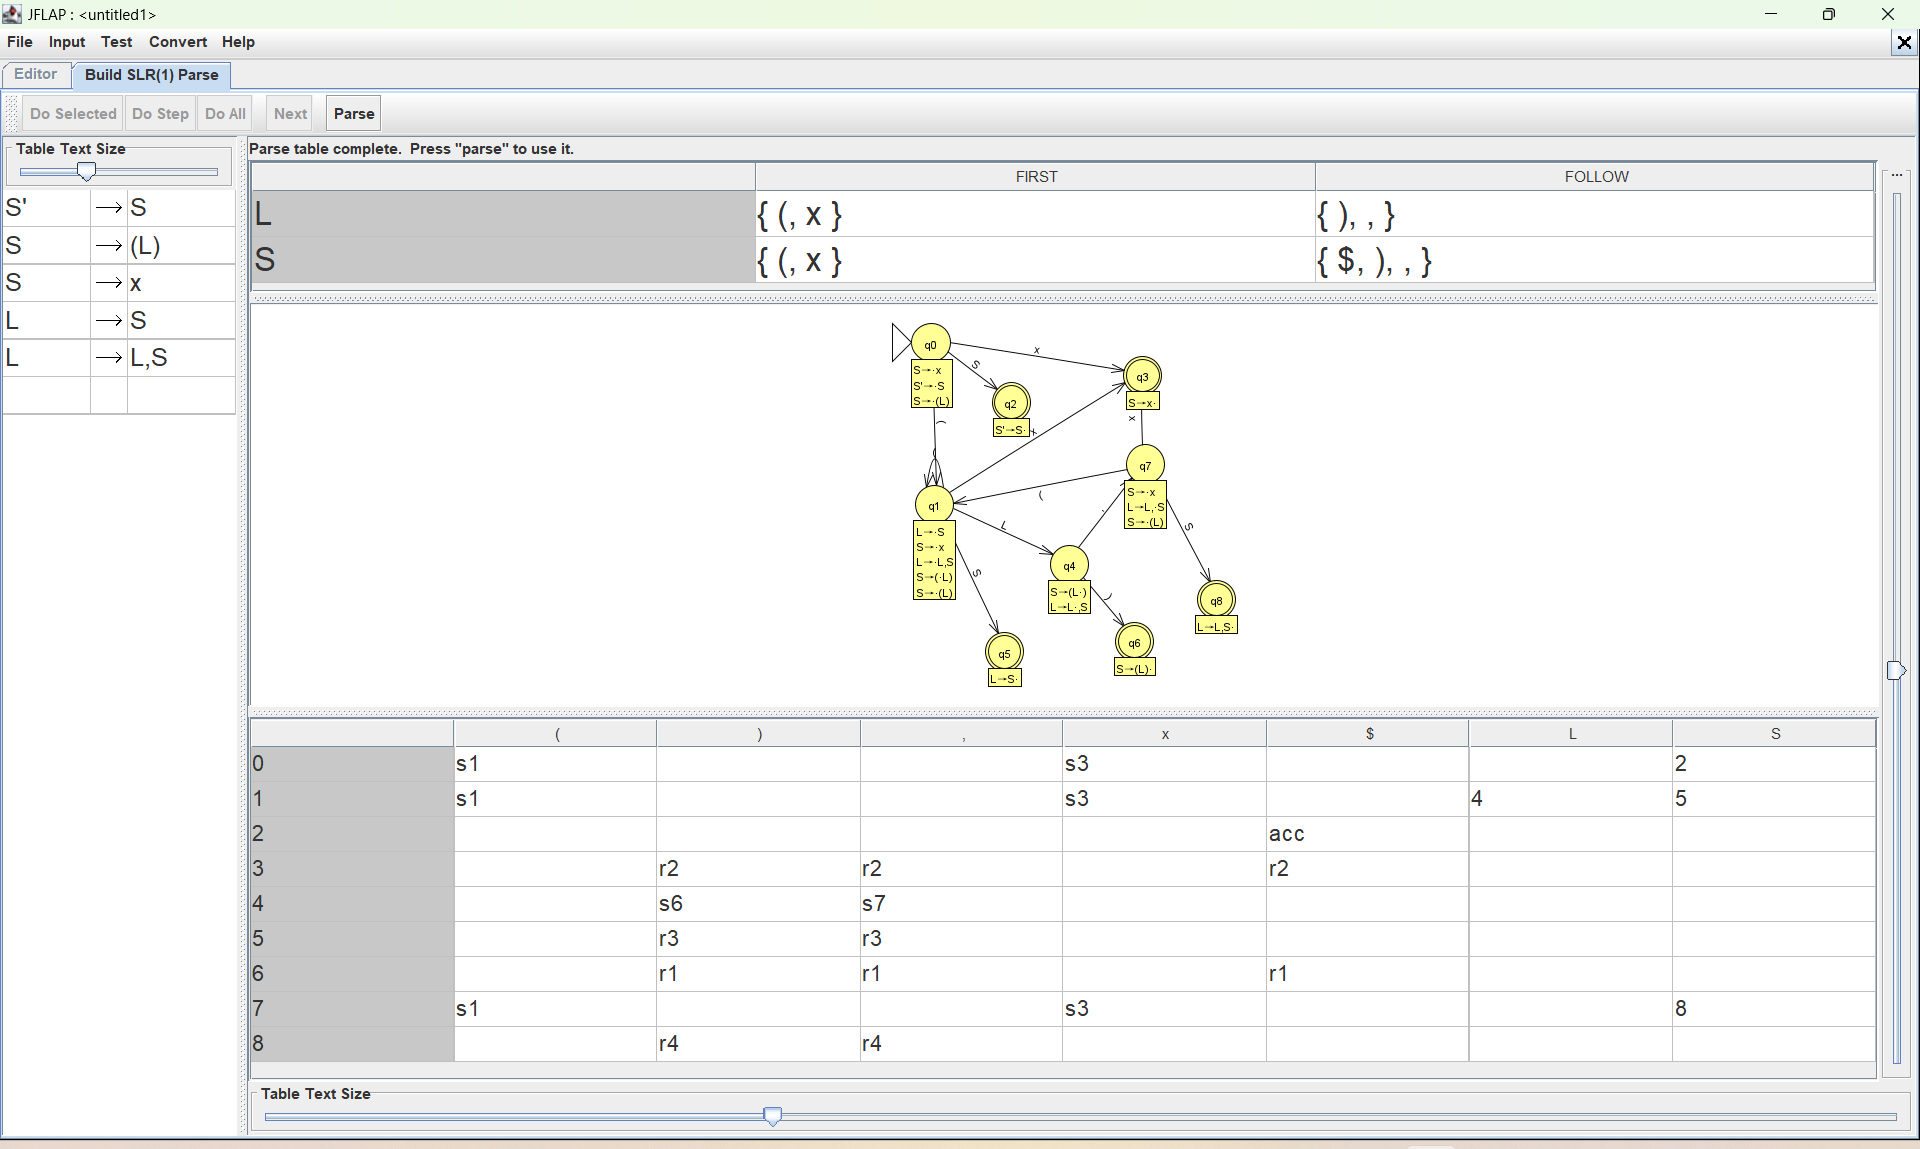 JFLAP : <untitled1>
File Input Test Convert Help
Editor Build SLR(1) Parse
Do Selected Do Step Do All Next Parse
Table Text Size
S' → S
S → (L)
S → x
L → S
L → L,S
Parse table complete. Press "parse" to use it.
FIRST FOLLOW
L { (, x } { ), , }
S { (, x } { $, ), , }
...
q0
S→·x
S'→·S
S→·(L)
x
S
(
q2
S'→S·
q3
S→x·
x
x
(
q7
S→·x
L→L,·S
S→·(L)
(
q1
L→·S
S→·x
L→·L,S
S→(·L)
S→·(L)
L
,
S
S
q4
S→(L·)
L→L·,S
)
q8
L→L,S·
q6
S→(L)·
q5
L→S·
( ) , x $ L S
0 s1 s3 2
1 s1 s3 4 5
2 acc
3 r2 r2 r2
4 s6 s7
5 r3 r3
6 r1 r1 r1
7 s1 s3 8
8 r4 r4
Table Text Size